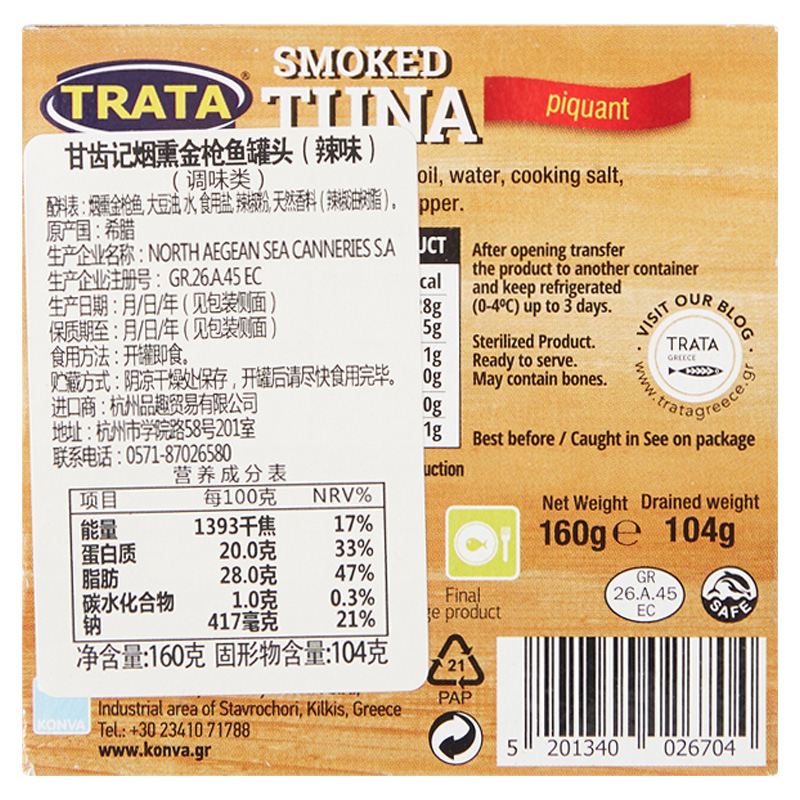 TRATA®
SMOKED
TUNA
piquant
甘齿记烟熏金枪鱼罐头（辣味）
（调味类）
配料表：烟熏金枪鱼, 大豆油, 水, 食用盐, 辣椒粉, 天然香料（辣椒油树脂）。
原产国：希腊
生产企业名称：NORTH AEGEAN SEA CANNERIES S.A
生产企业注册号： GR.26.A.45 EC
生产日期：月/日/年（见包装侧面）
保质期至：月/日/年（见包装侧面）
食用方法：开罐即食。
贮藏方式：阴凉干燥处保存，开罐后请尽快食用完毕。
进口商：杭州品趣贸易有限公司
地址：杭州市学院路58号201室
联系电话：0571-87026580
营养成分表
项目 每100克 NRV%
能量 1393千焦 17%
蛋白质 20.0克 33%
脂肪 28.0克 47%
碳水化合物 1.0克 0.3%
钠 417毫克 21%
净含量:160克 固形物含量:104克
oil, water, cooking salt,
pper.
UCT
cal
8g
5g
1g
0g
0g
1g
uction
After opening transfer
the product to another container
and keep refrigerated
(0-4ºC) up to 3 days.
Sterilized Product.
Ready to serve.
May contain bones.
VISIT OUR BLOG
TRATA
GREECE
www.tratagreece.gr
Best before / Caught in See on package
Net Weight Drained weight
160g℮ 104g
Final
ge product
GR
26.A.45
EC
SAFE
21
PAP
KONVA
Industrial area of Stavrochori, Kilkis, Greece
Tel.: +30 23410 71788
www.konva.gr
5 201340 026704